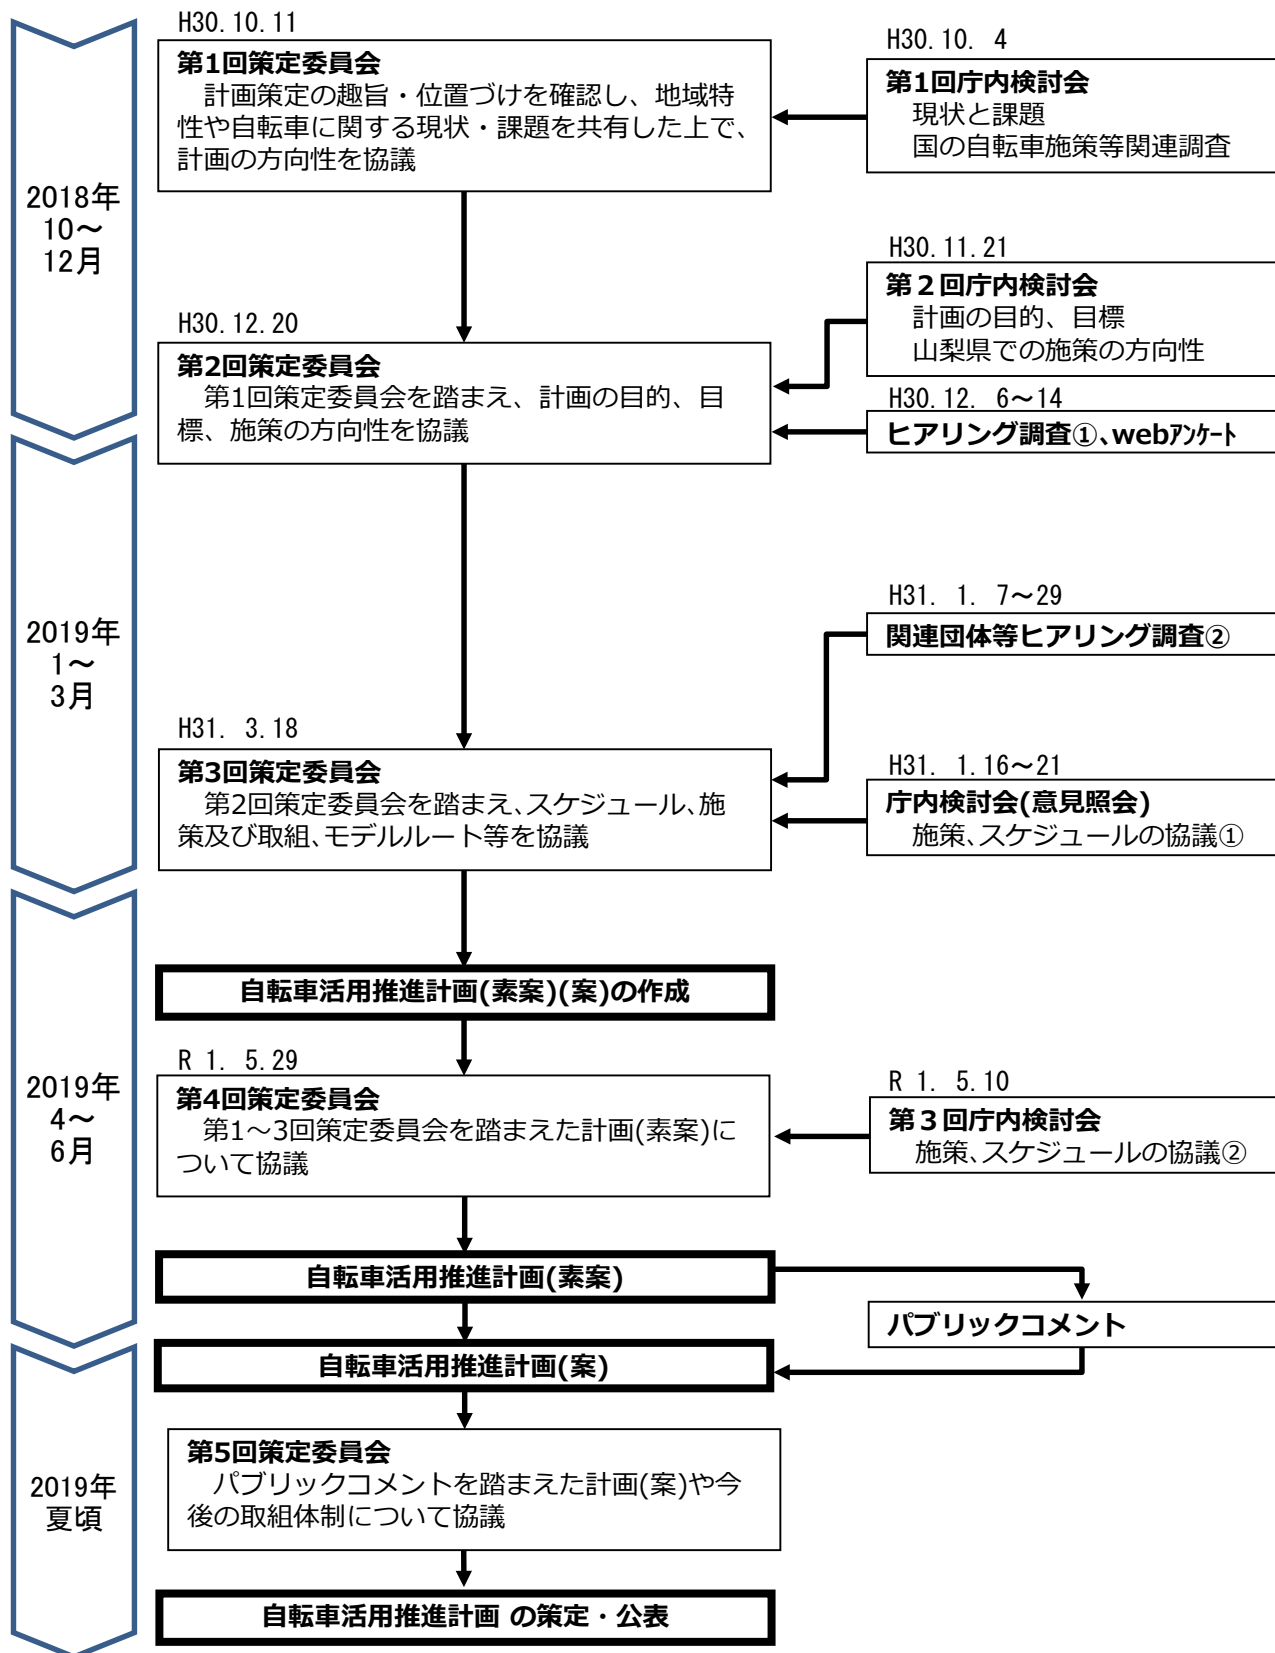 2018年
10～
12月
H30.10.11
第1回策定委員会
計画策定の趣旨・位置づけを確認し、地域特
性や自転車に関する現状・課題を共有した上で、
計画の方向性を協議
H30.10. 4
第1回庁内検討会
現状と課題
国の自転車施策等関連調査
H30.11.21
第２回庁内検討会
計画の目的、目標
山梨県での施策の方向性
H30.12.20
第2回策定委員会
第1回策定委員会を踏まえ、計画の目的、目
標、施策の方向性を協議
H30.12. 6～14
ヒアリング調査①、webｱﾝｹｰﾄ
2019年
1～
3月
H31. 1. 7～29
関連団体等ヒアリング調査②
H31. 3.18
第3回策定委員会
第2回策定委員会を踏まえ、スケジュール、施
策及び取組、モデルルート等を協議
H31. 1.16～21
庁内検討会(意見照会)
施策、スケジュールの協議①
2019年
4～
6月
自転車活用推進計画(素案)(案)の作成
R 1. 5.29
第4回策定委員会
第1～3回策定委員会を踏まえた計画(素案)に
ついて協議
R 1. 5.10
第３回庁内検討会
施策、スケジュールの協議②
自転車活用推進計画(素案)
パブリックコメント
自転車活用推進計画(案)
2019年
夏頃
第5回策定委員会
パブリックコメントを踏まえた計画(案)や今
後の取組体制について協議
自転車活用推進計画 の策定・公表